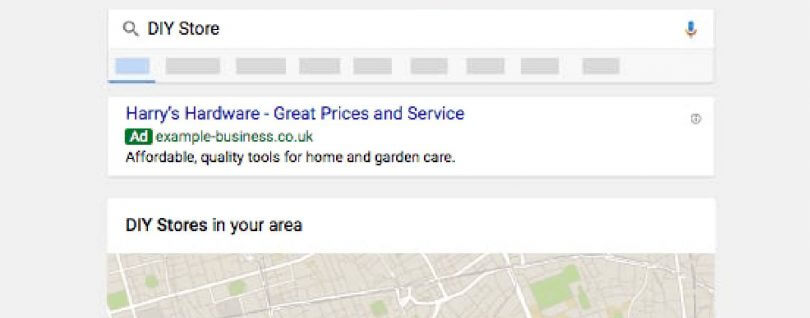 DIY Store
Harry's Hardware - Great Prices and Service
Ad example-business.co.uk
Affordable, quality tools for home and garden care.
DIY Stores in your area